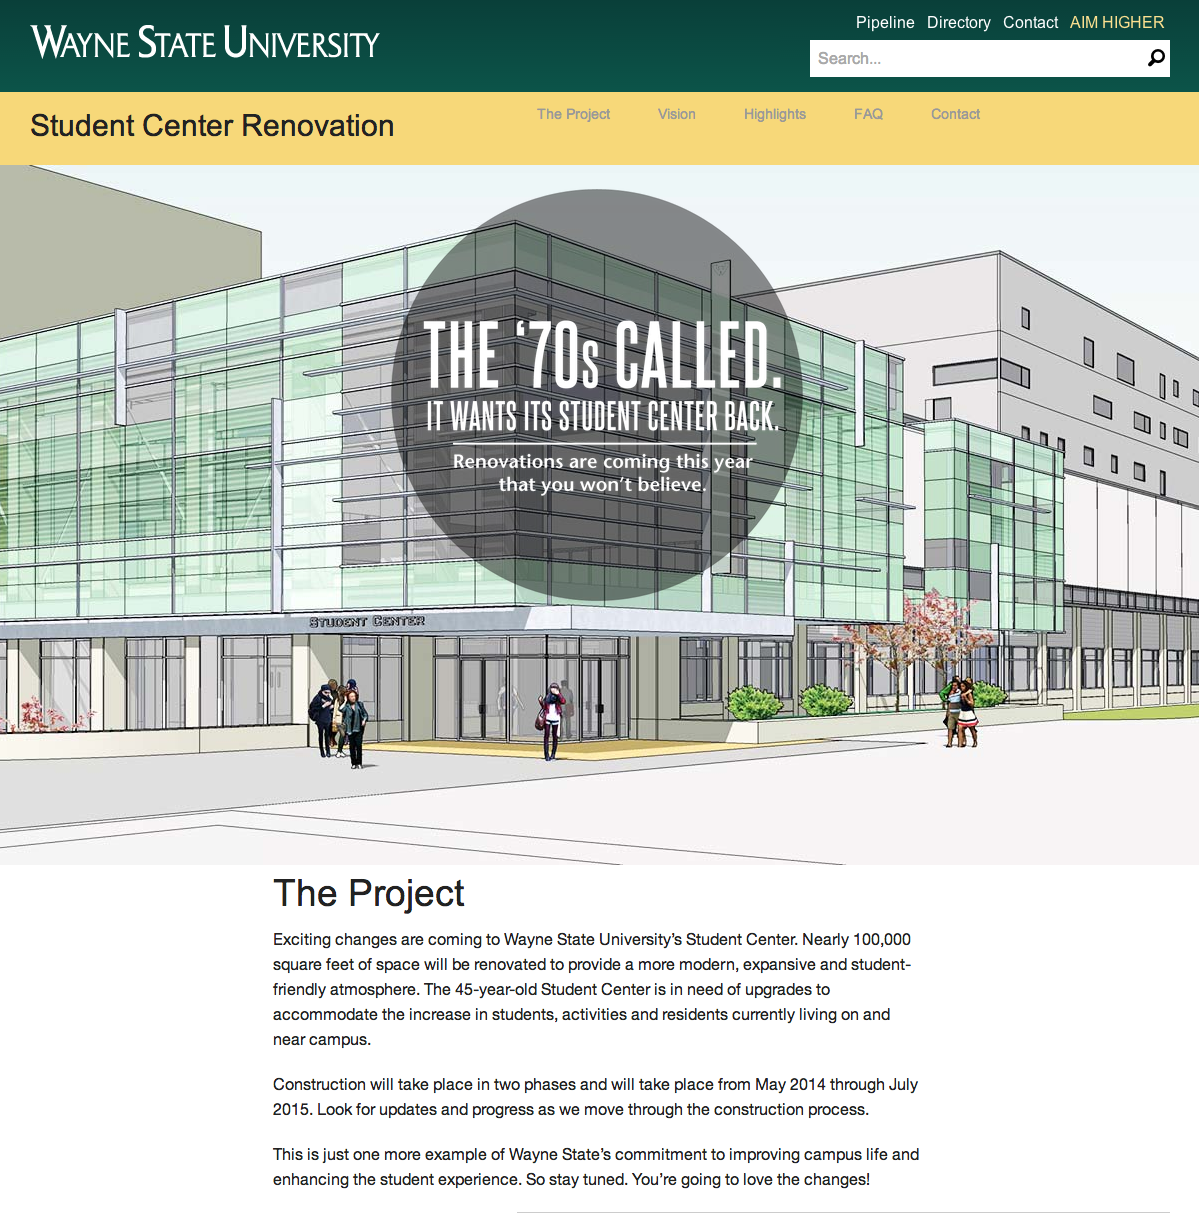 WAYNE STATE UNIVERSITY
Pipeline Directory Contact AIM HIGHER
Search...
Student Center Renovation
The Project Vision Highlights FAQ Contact
THE ‘70s CALLED.
IT WANTS ITS STUDENT CENTER BACK.
Renovations are coming this year
that you won’t believe.
STUDENT CENTER
The Project
Exciting changes are coming to Wayne State University’s Student Center. Nearly 100,000
square feet of space will be renovated to provide a more modern, expansive and student-
friendly atmosphere. The 45-year-old Student Center is in need of upgrades to
accommodate the increase in students, activities and residents currently living on and
near campus.
Construction will take place in two phases and will take place from May 2014 through July
2015. Look for updates and progress as we move through the construction process.
This is just one more example of Wayne State’s commitment to improving campus life and
enhancing the student experience. So stay tuned. You’re going to love the changes!